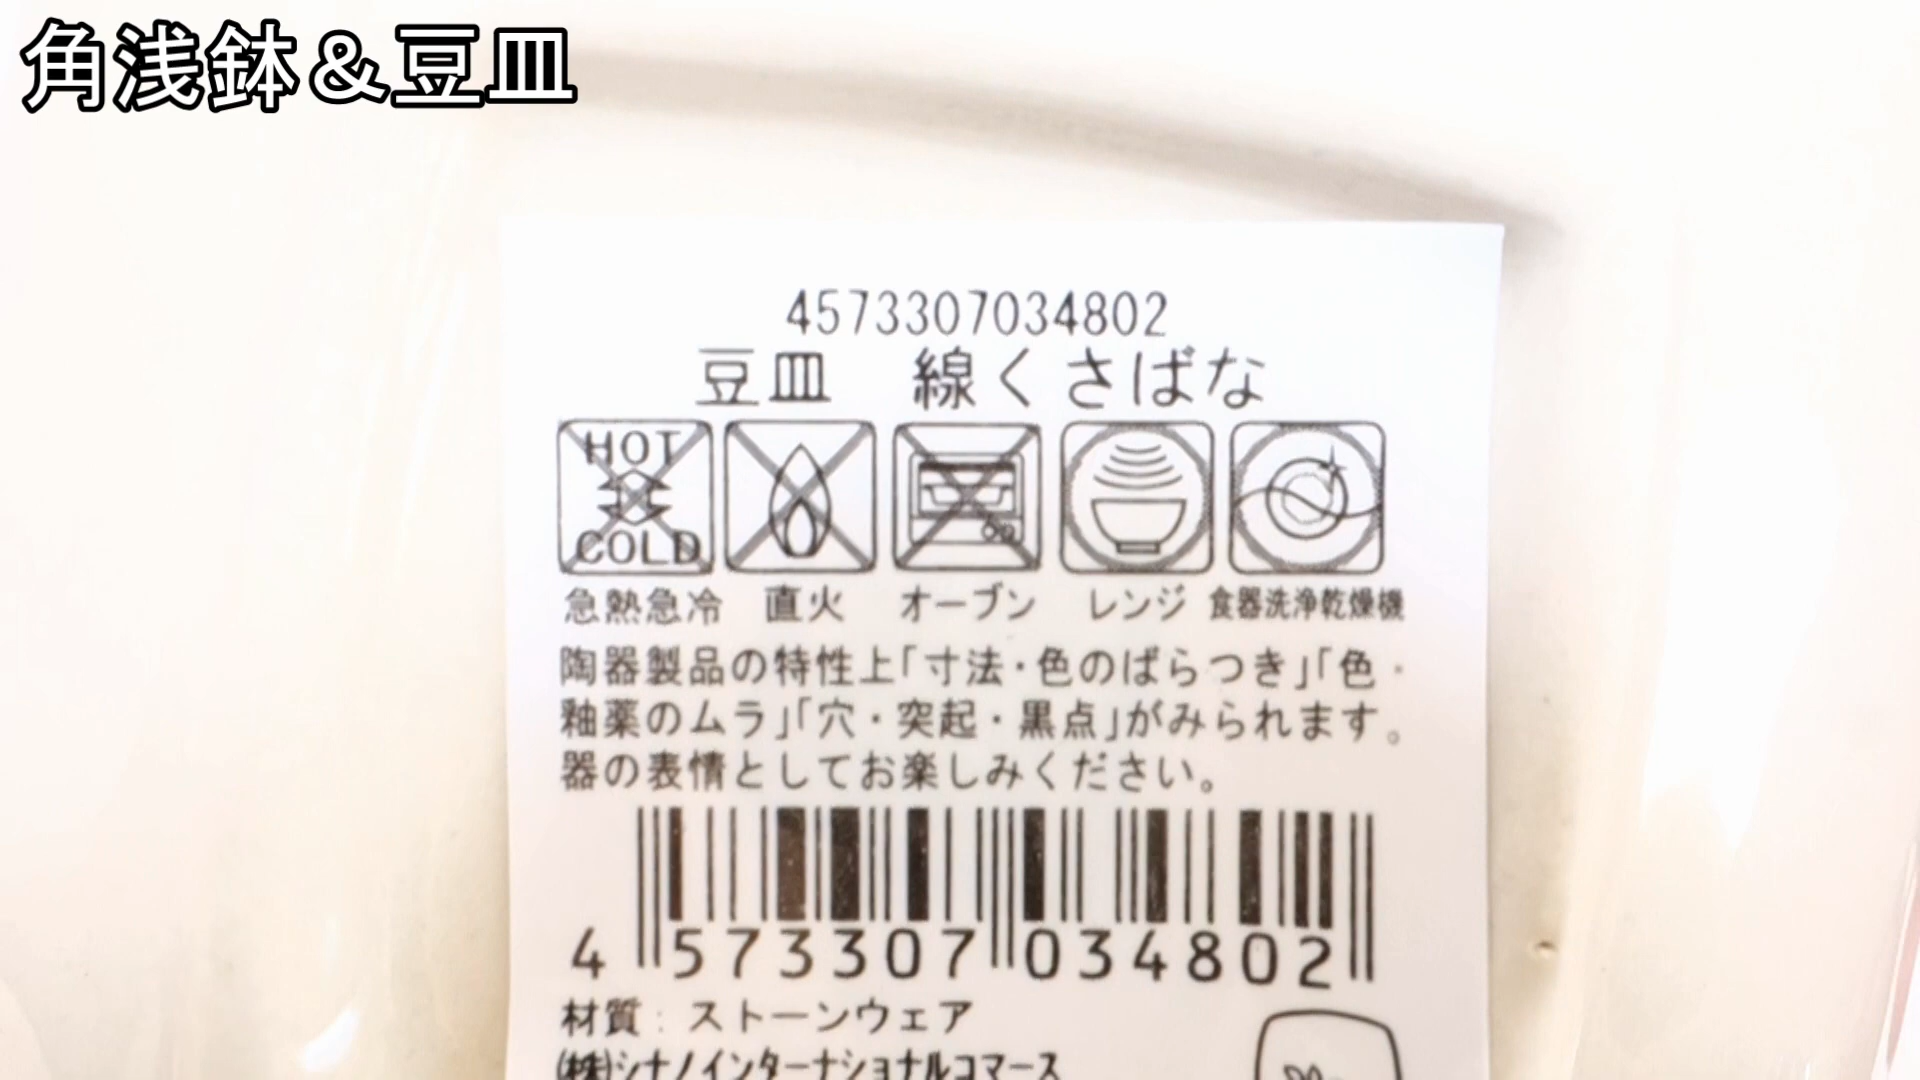 角浅鉢&豆皿
4573307034802
豆皿 線くさばな
HOT
COLD
急熱急冷 直火 オーブン レンジ 食器洗浄乾燥機
陶器製品の特性上「寸法・色のばらつき」「色・
釉薬のムラ」「穴・突起・黒点」がみられます。
器の表情としてお楽しみください。
4 573307 034802
材質：ストーンウェア
㈱シナノインターナショナルコマース